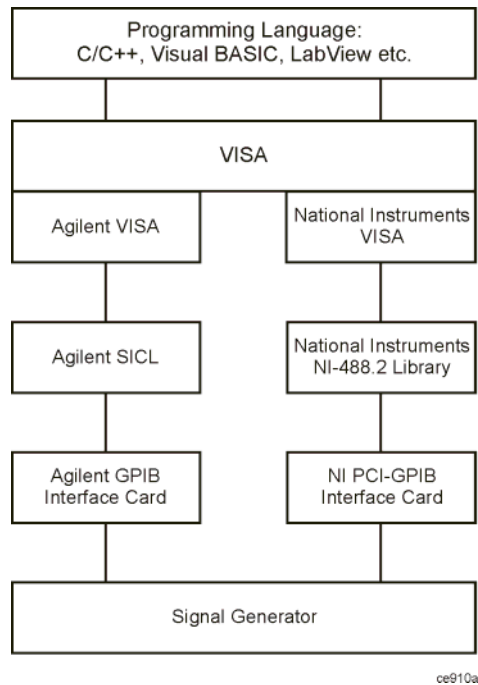 Programming Language:
C/C++, Visual BASIC, LabView etc.
VISA
Agilent VISA
National Instruments
VISA
Agilent SICL
National Instruments
NI-488.2 Library
Agilent GPIB
Interface Card
NI PCI-GPIB
Interface Card
Signal Generator
ce910a